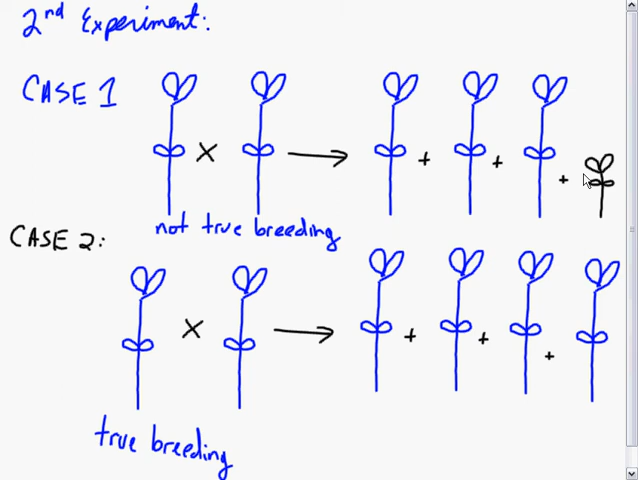 2nd Experiment:
CASE 1
not true breeding
CASE 2:
true breeding